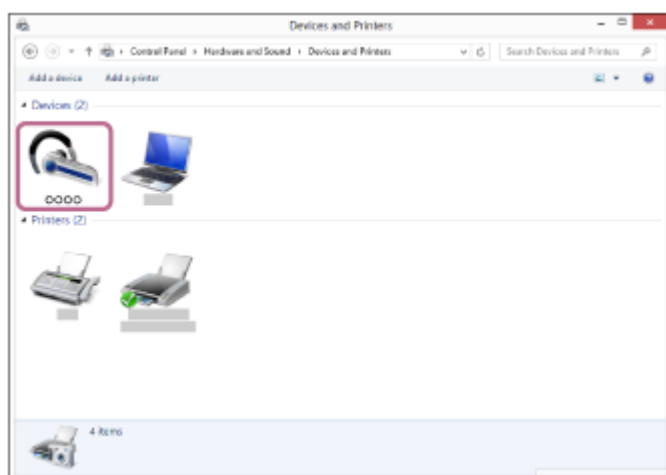 Devices and Printers
Control Panel › Hardware and Sound › Devices and Printers
Search Devices and Printers
Add a device Add a printer
Devices (2)
oooo
Printers (2)
4 items